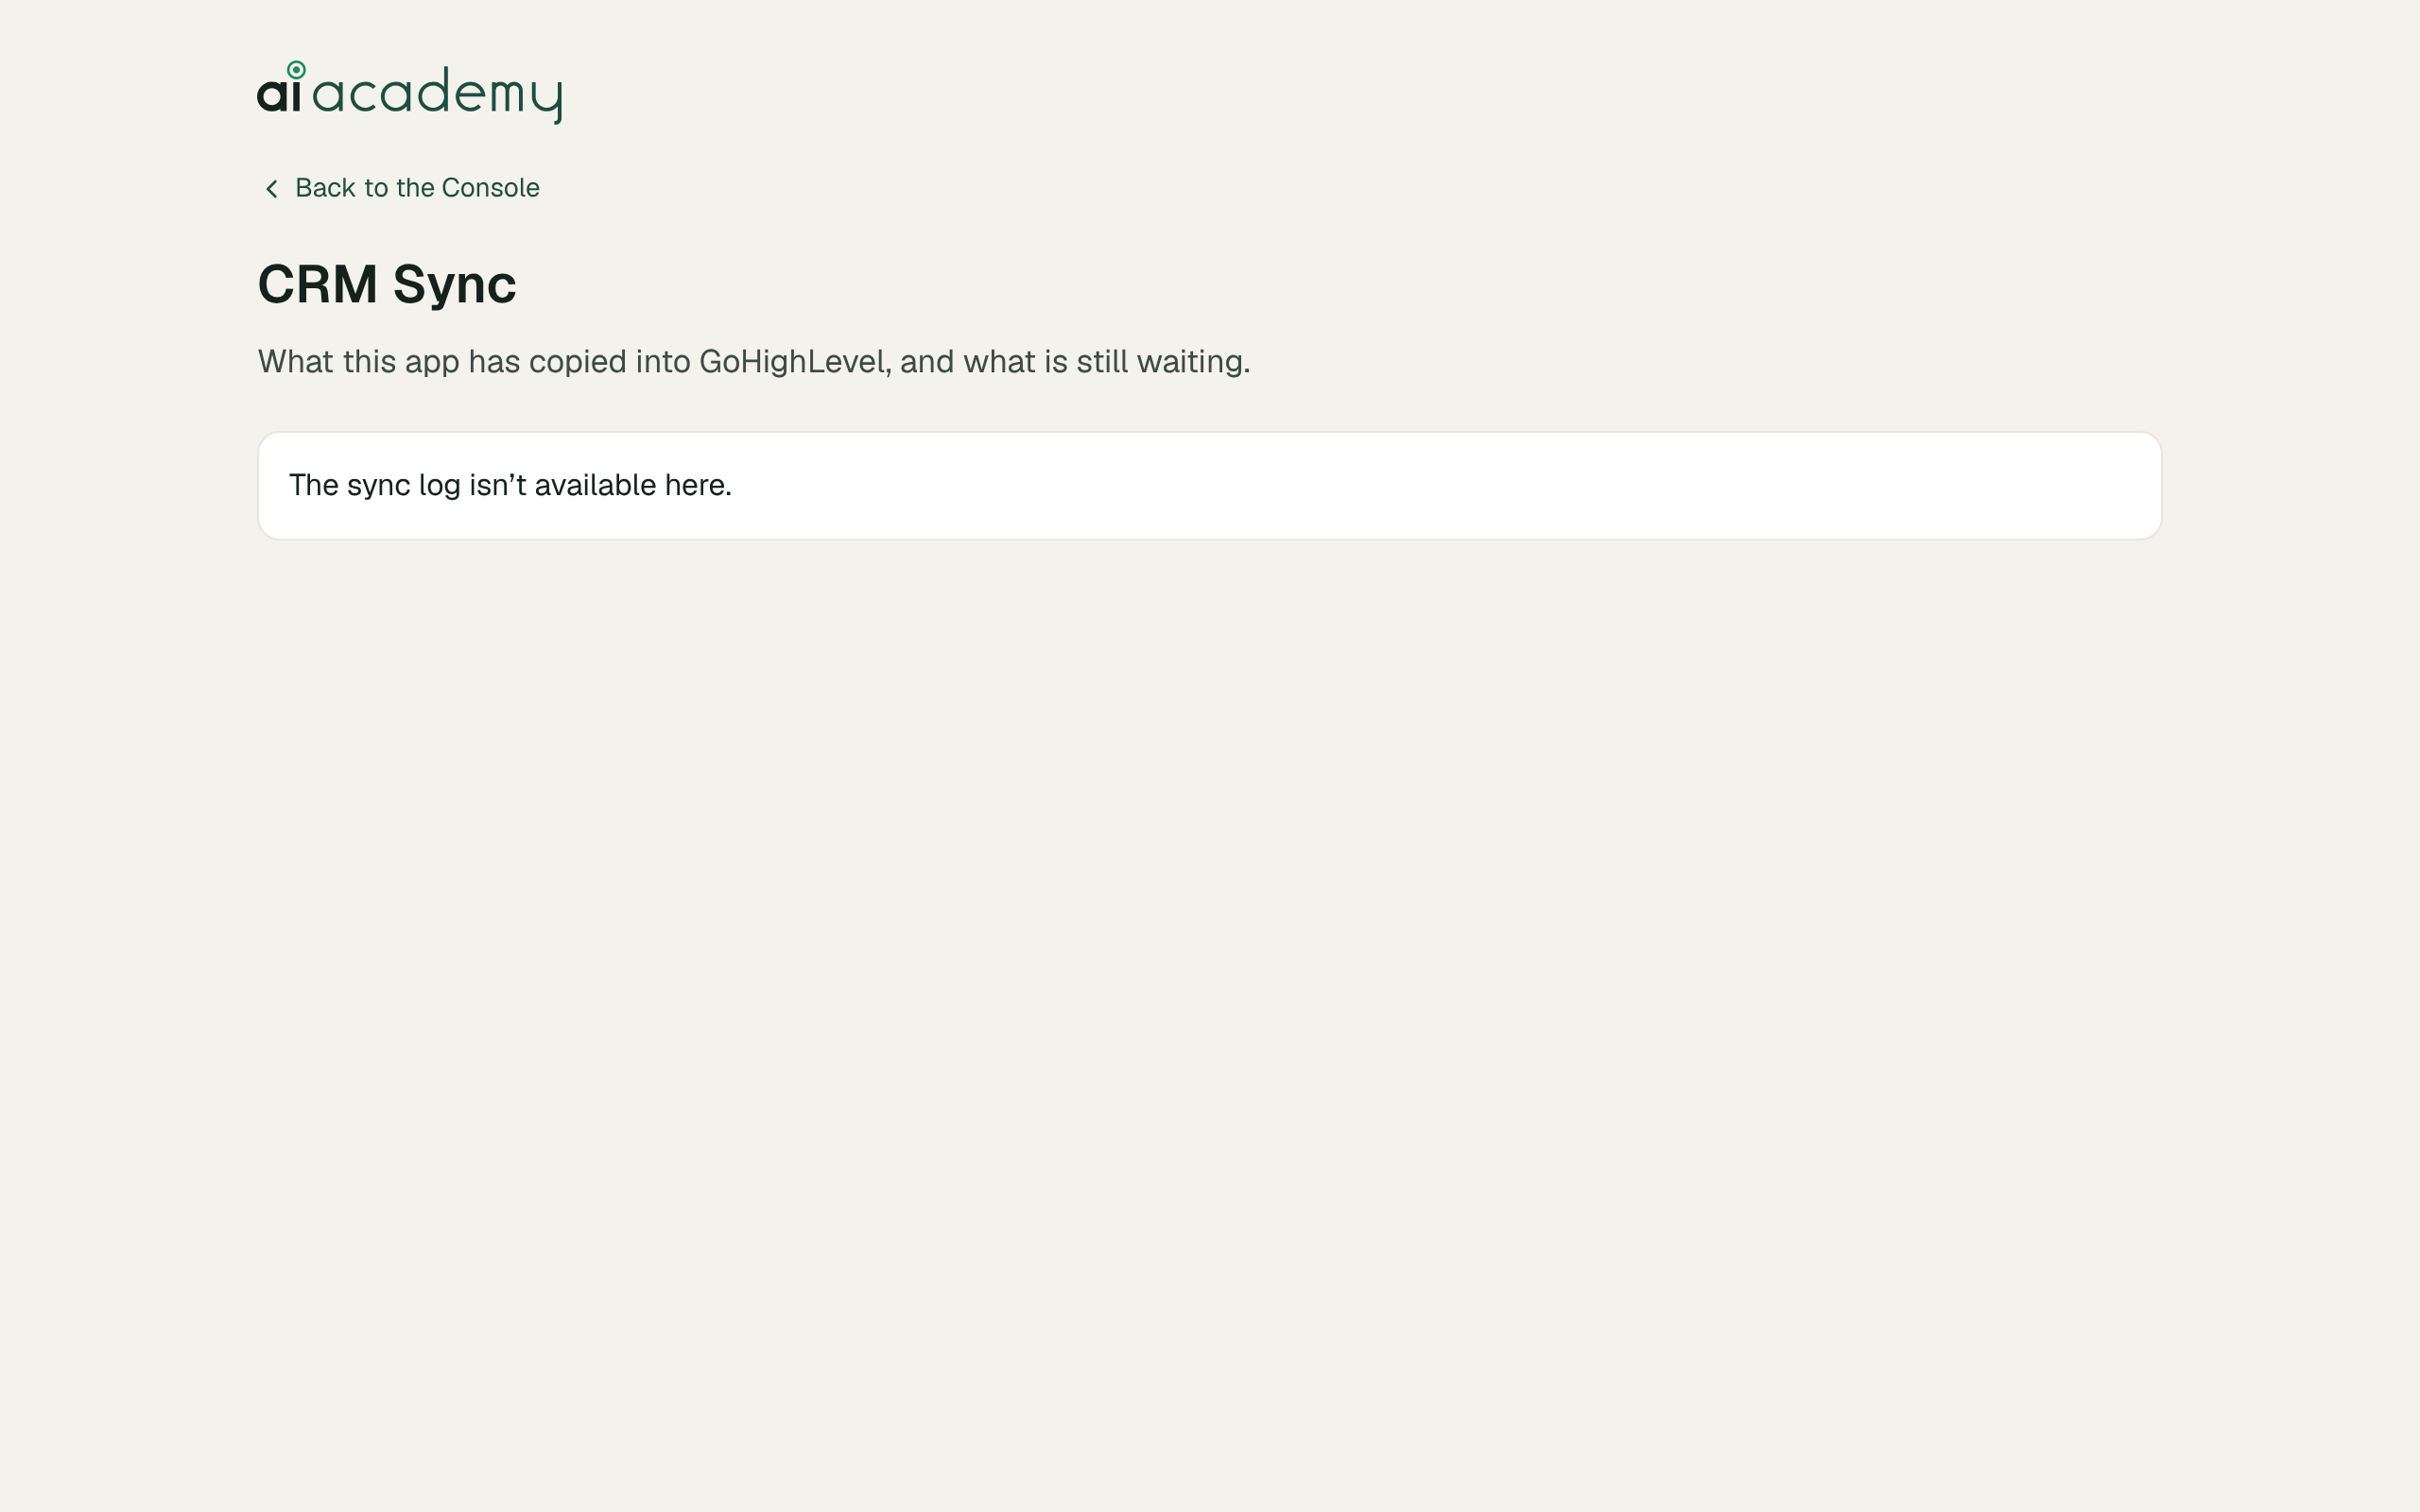 ai academy
Back to the Console
CRM Sync
What this app has copied into GoHighLevel, and what is still waiting.
The sync log isn’t available here.